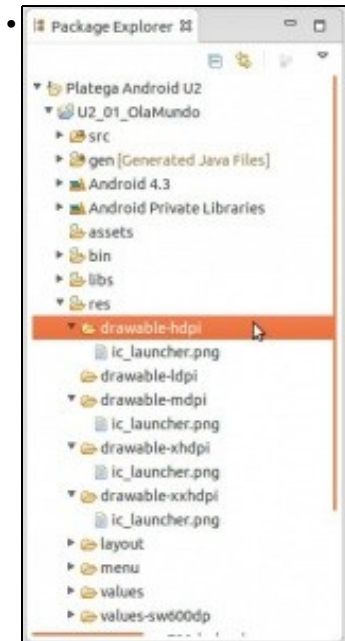 Package Explorer
Platega Android U2
U2_01_OlaMundo
src
gen [Generated Java Files]
Android 4.3
Android Private Libraries
assets
bin
libs
res
drawable-hdpi
ic_launcher.png
drawable-ldpi
drawable-mdpi
ic_launcher.png
drawable-xhdpi
ic_launcher.png
drawable-xxhdpi
ic_launcher.png
layout
menu
values
values-sw600dp